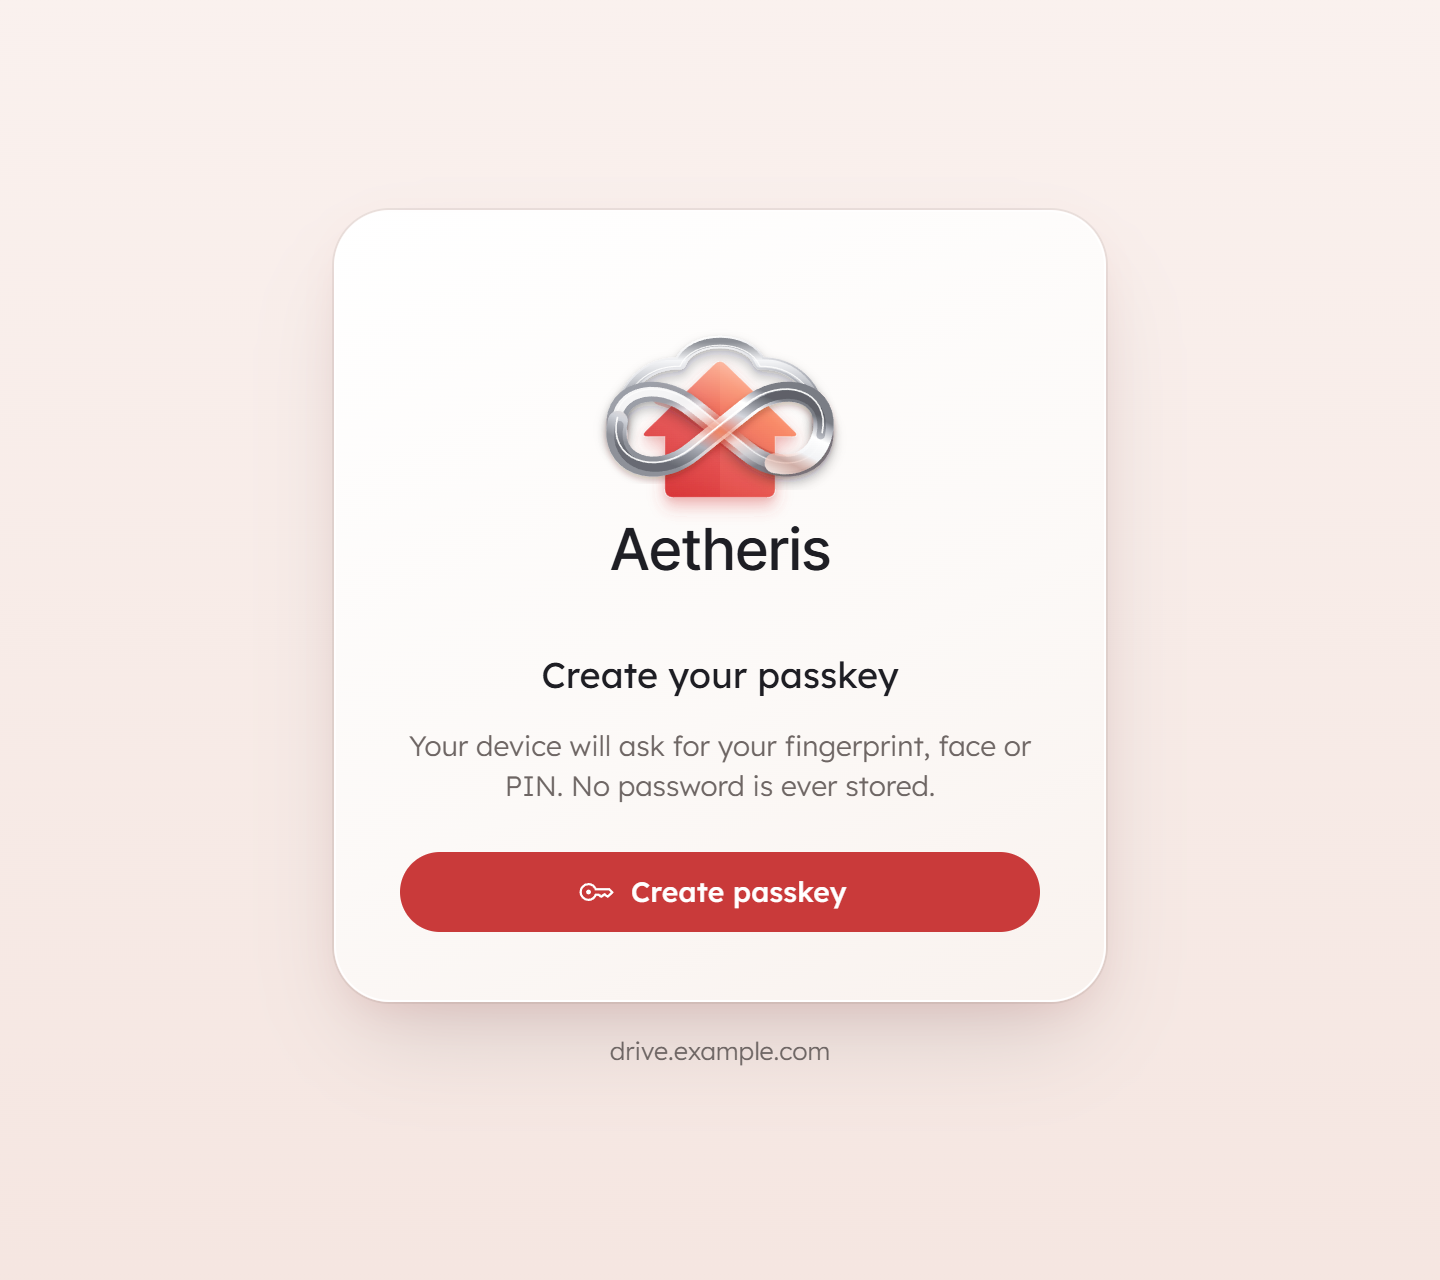 Aetheris
Create your passkey
Your device will ask for your fingerprint, face or
PIN. No password is ever stored.
Create passkey
drive.example.com